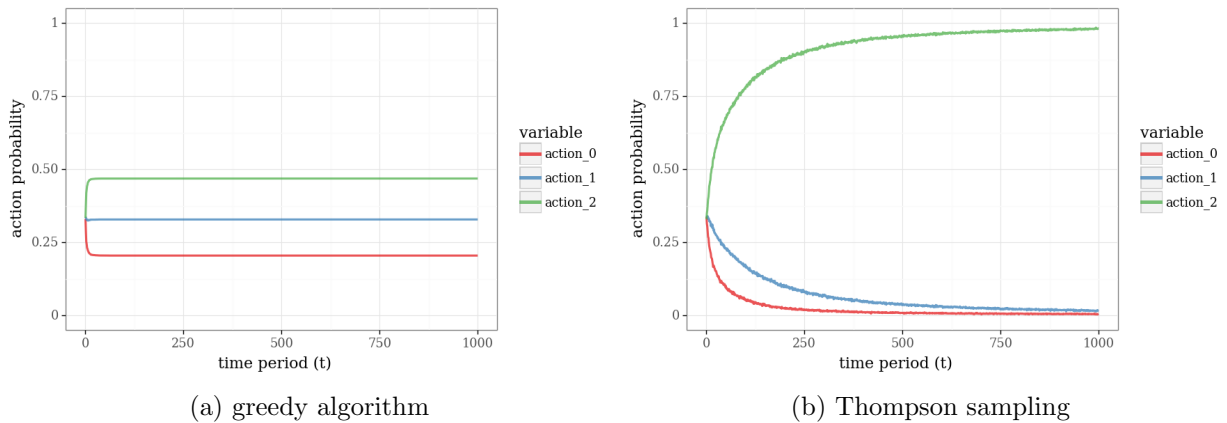 1
0.75
0.50
0.25
0
action probability
0
250
500
750
1000
time period (t)
variable
action_0
action_1
action_2
(a) greedy algorithm
1
0.75
0.50
0.25
0
action probability
0
250
500
750
1000
time period (t)
variable
action_0
action_1
action_2
(b) Thompson sampling